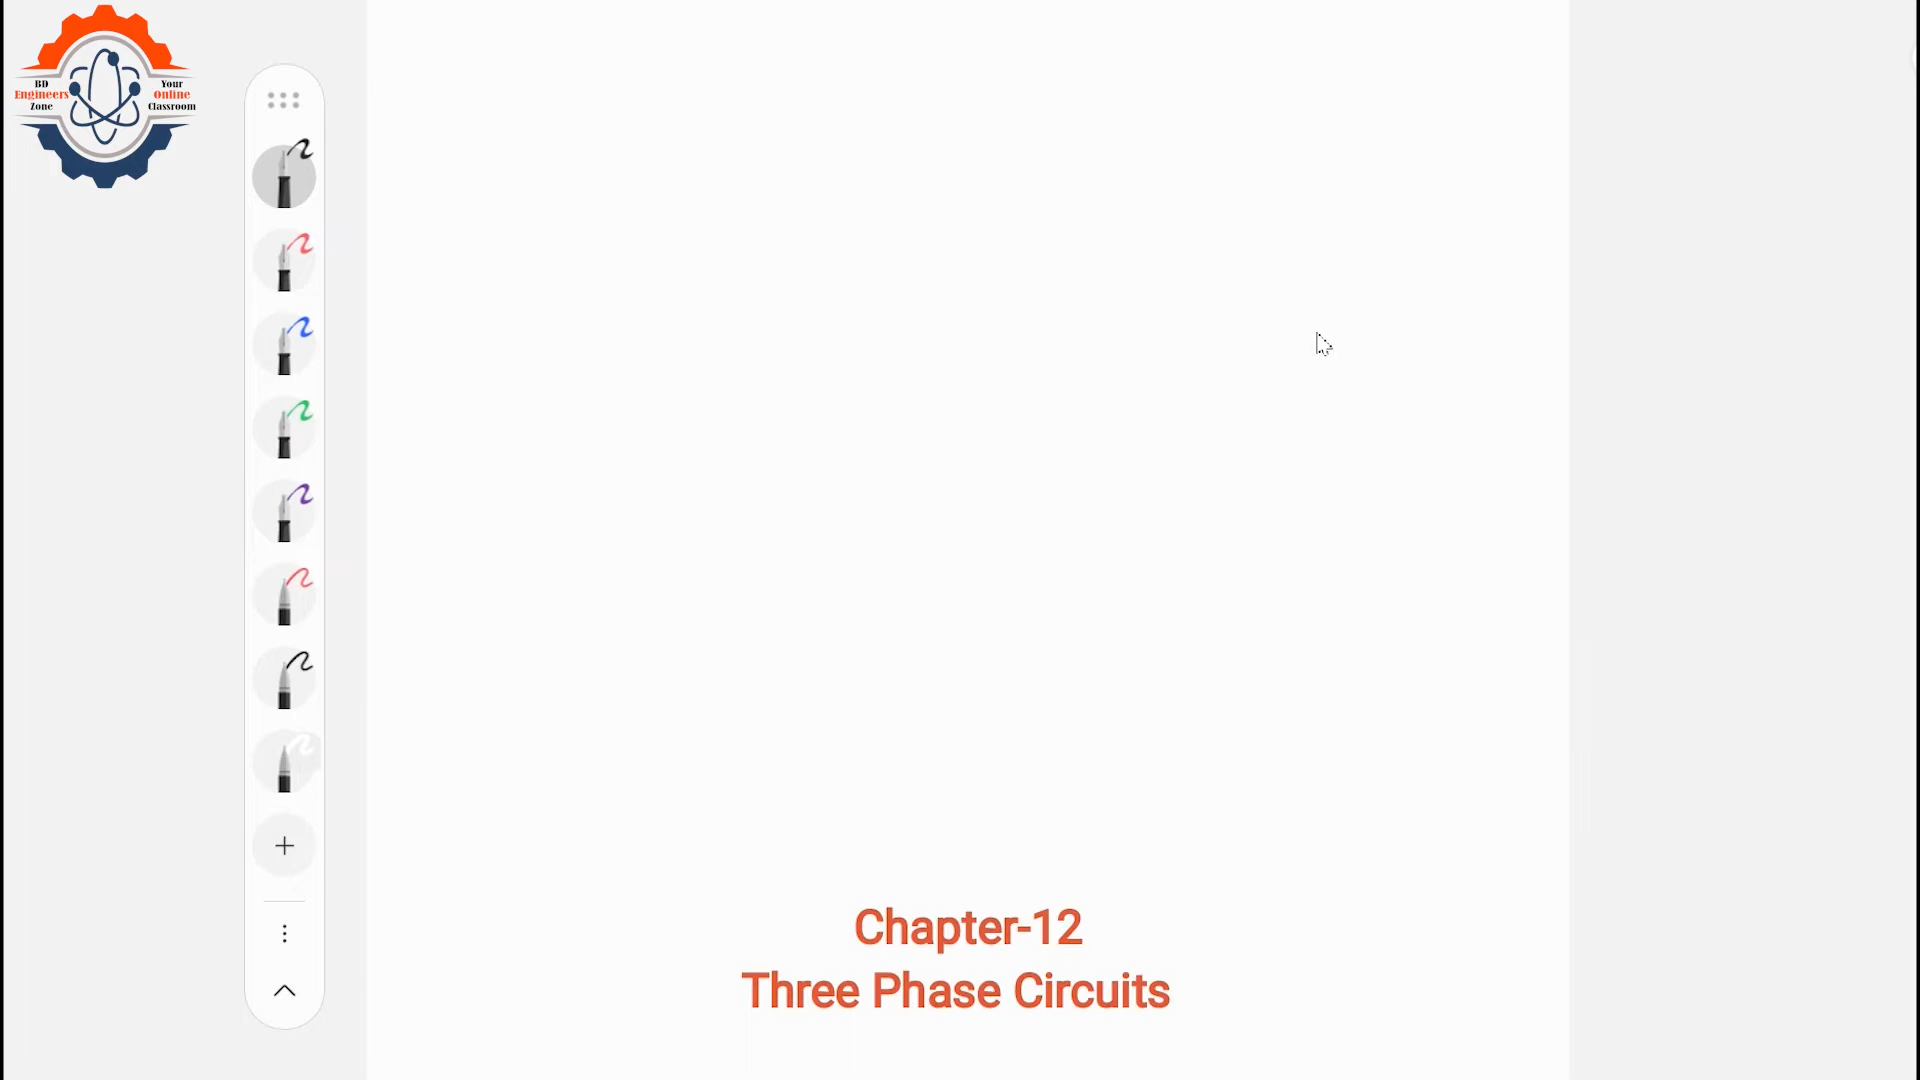 BD
Engineers
Zone
Your
Online
Classroom
Chapter-12
Three Phase Circuits